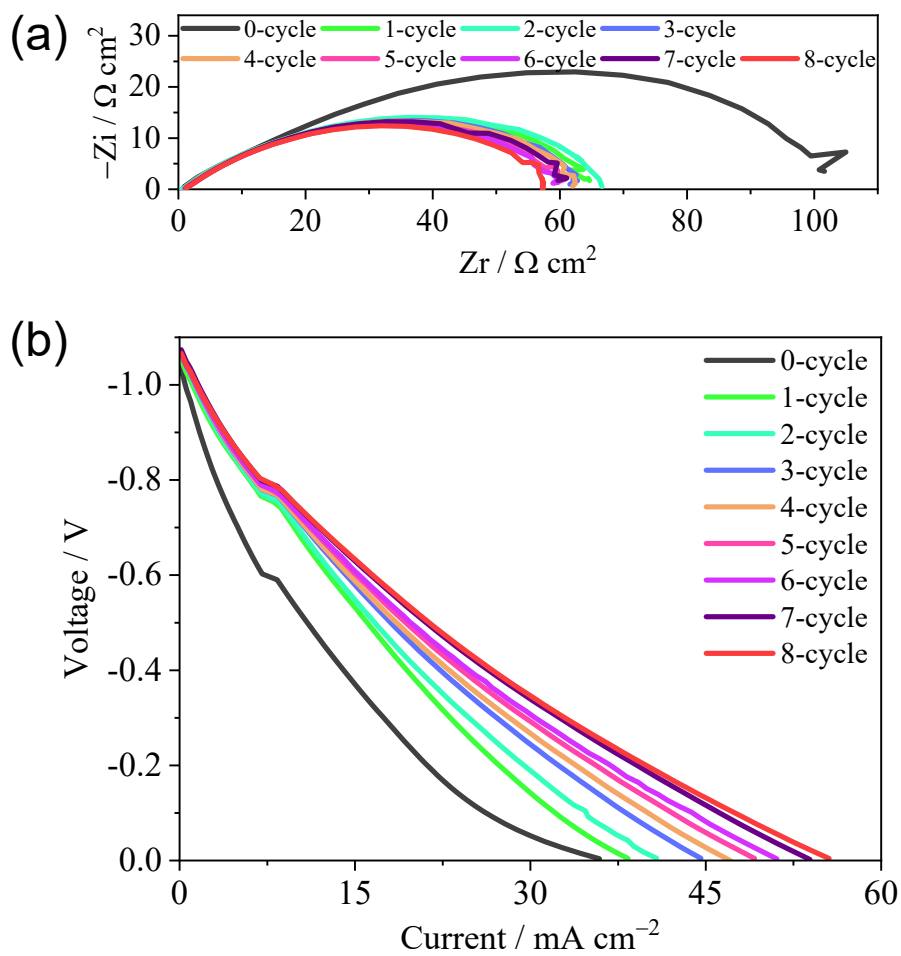 (a)
0-cycle 1-cycle 2-cycle 3-cycle
4-cycle 5-cycle 6-cycle 7-cycle 8-cycle
30
20
10
0
−Zi / Ω cm²
0 20 40 60 80 100
Zr / Ω cm²
(b)
0-cycle
1-cycle
2-cycle
3-cycle
4-cycle
5-cycle
6-cycle
7-cycle
8-cycle
-1.0
-0.8
-0.6
-0.4
-0.2
0.0
Voltage / V
0 15 30 45 60
Current / mA cm⁻²